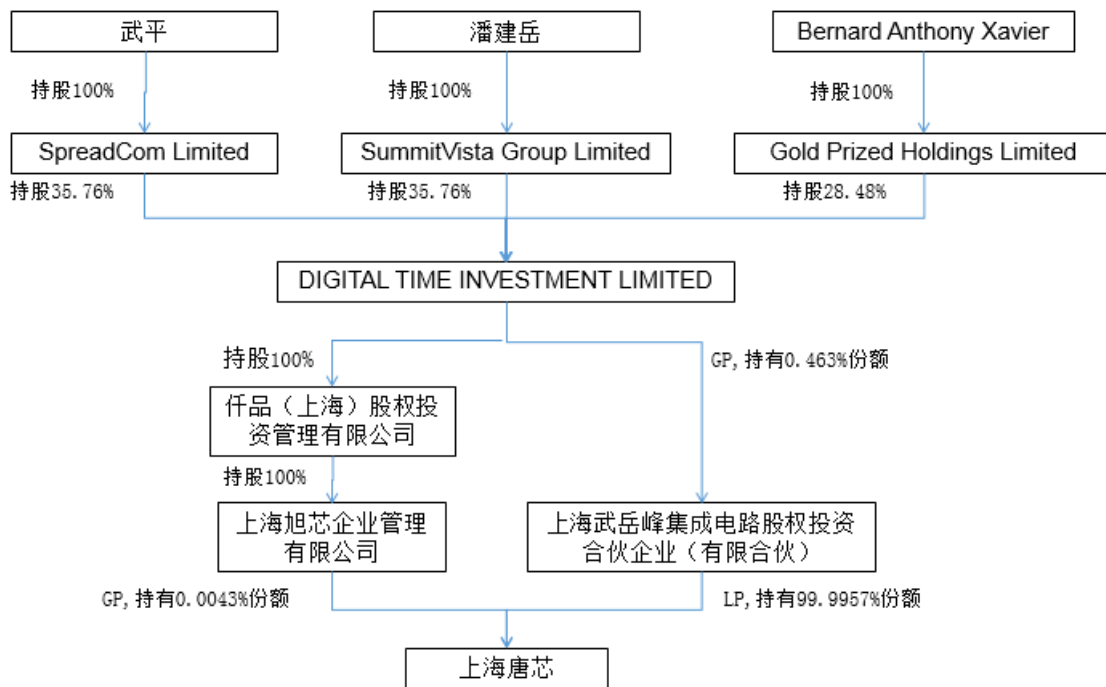 武平
潘建岳
Bernard Anthony Xavier
持股100%
持股100%
持股100%
SpreadCom Limited
SummitVista Group Limited
Gold Prized Holdings Limited
持股35.76%
持股35.76%
持股28.48%
DIGITAL TIME INVESTMENT LIMITED
持股100%
GP,持有0.463%份额
仟品（上海）股权投
资管理有限公司
持股100%
上海旭芯企业管理
有限公司
上海武岳峰集成电路股权投资
合伙企业（有限合伙）
GP,持有0.0043%份额
LP,持有99.9957%份额
上海唐芯